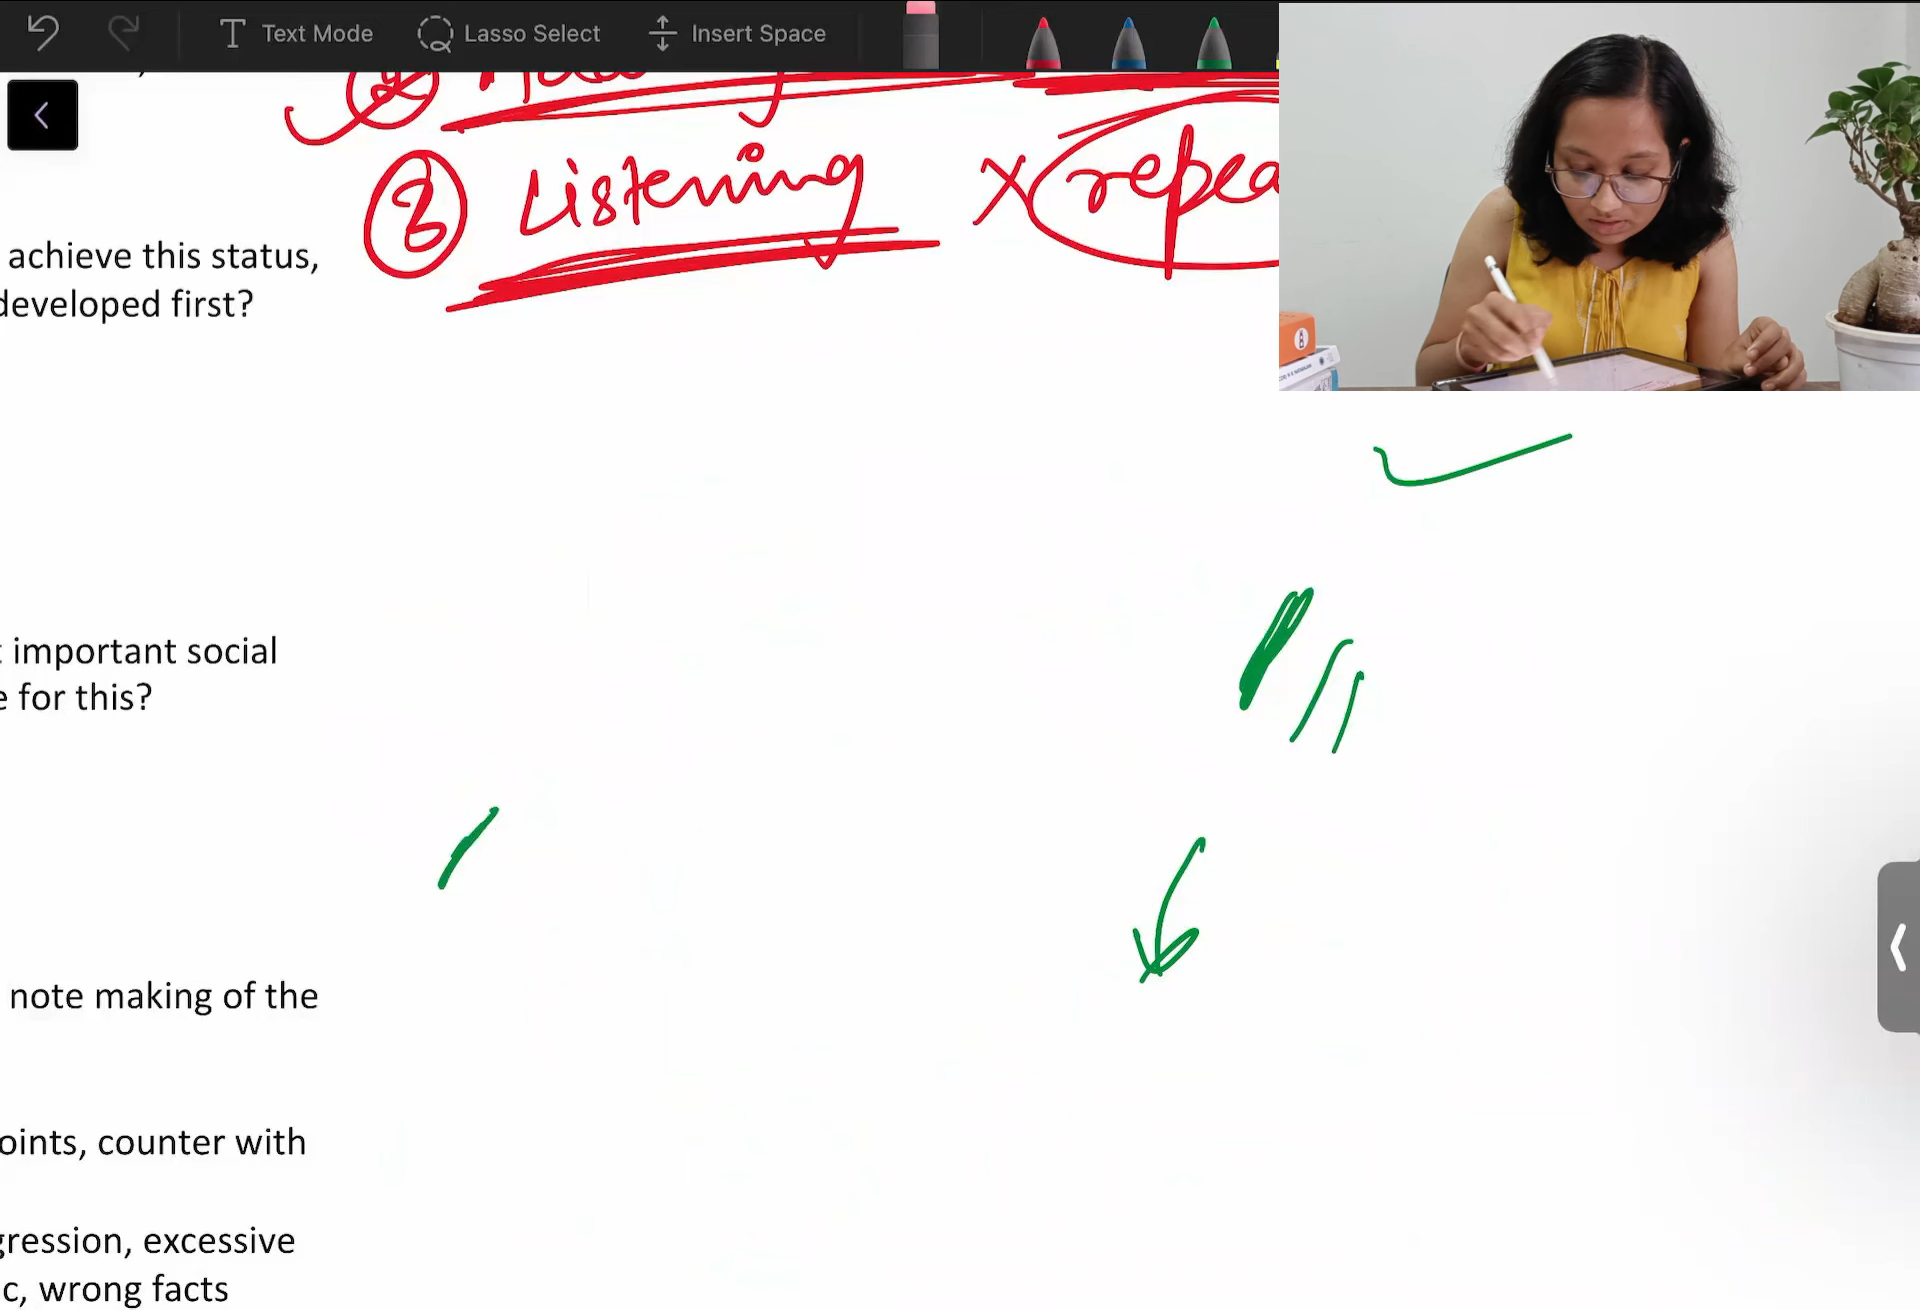 Text Mode Lasso Select Insert Space
3 Listening X repea
achieve this status,
developed first?
important social
for this?
note making of the
oints, counter with
gression, excessive
c, wrong facts